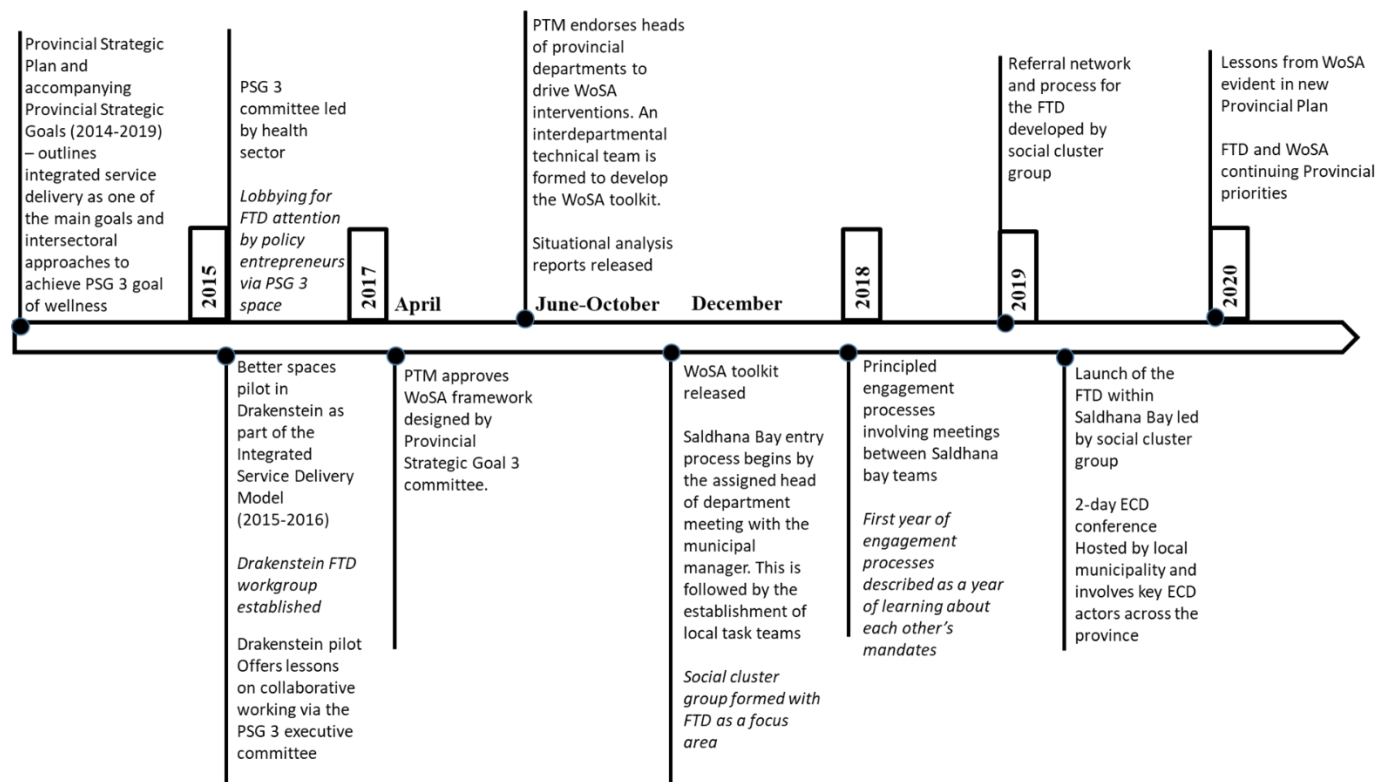 Provincial Strategic
Plan and
accompanying
Provincial Strategic
Goals (2014-2019)
– outlines
integrated service
delivery as one of
the main goals and
intersectoral
approaches to
achieve PSG 3 goal
of wellness
2015
PSG 3
committee led
by health
sector
Lobbying for
FTD attention
by policy
entrepreneurs
via PSG 3
space
2017
April
PTM endorses heads
of provincial
departments to
drive WoSA
interventions. An
interdepartmental
technical team is
formed to develop
the WoSA toolkit.
Situational analysis
reports released
June-October
December
2018
Referral network
and process for
the FTD
developed by
social cluster
group
2019
Lessons from WoSA
evident in new
Provincial Plan
FTD and WoSA
continuing Provincial
priorities
2020
Better spaces
pilot in
Drakenstein as
part of the
Integrated
Service Delivery
Model
(2015-2016)
Drakenstein FTD
workgroup
established
Drakenstein pilot
Offers lessons
on collaborative
working via the
PSG 3 executive
committee
PTM approves
WoSA framework
designed by
Provincial
Strategic Goal 3
committee.
WoSA toolkit
released
Saldhana Bay entry
process begins by
the assigned head
of department
meeting with the
municipal
manager. This is
followed by the
establishment of
local task teams
Social cluster
group formed with
FTD as a focus
area
Principled
engagement
processes
involving meetings
between Saldhana
bay teams
First year of
engagement
processes
described as a year
of learning about
each other’s
mandates
Launch of the
FTD within
Saldhana Bay led
by social cluster
group
2-day ECD
conference
Hosted by local
municipality and
involves key ECD
actors across the
province